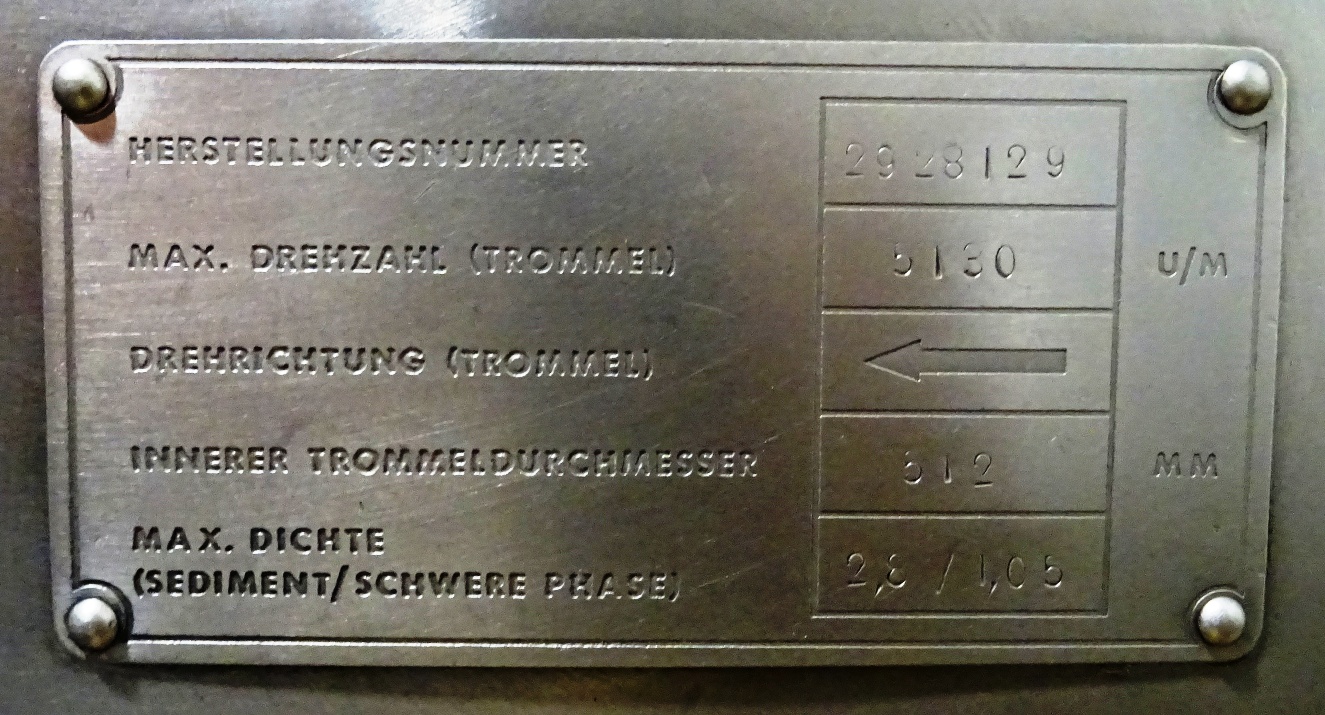 HERSTELLUNGSNUMMER 2928129
MAX. DREHZAHL (TROMMEL) 5130 U/M
DREHRICHTUNG (TROMMEL)
INNERER TROMMELDURCHMESSER 512 MM
MAX. DICHTE
(SEDIMENT/SCHWERE PHASE) 2,8 / 1,05